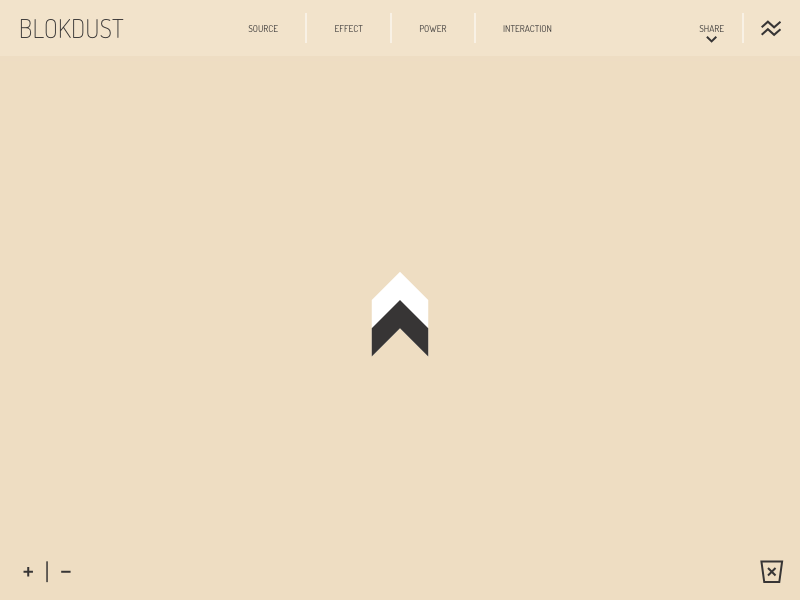 BLOKDUST
SOURCE
EFFECT
POWER
INTERACTION
SHARE